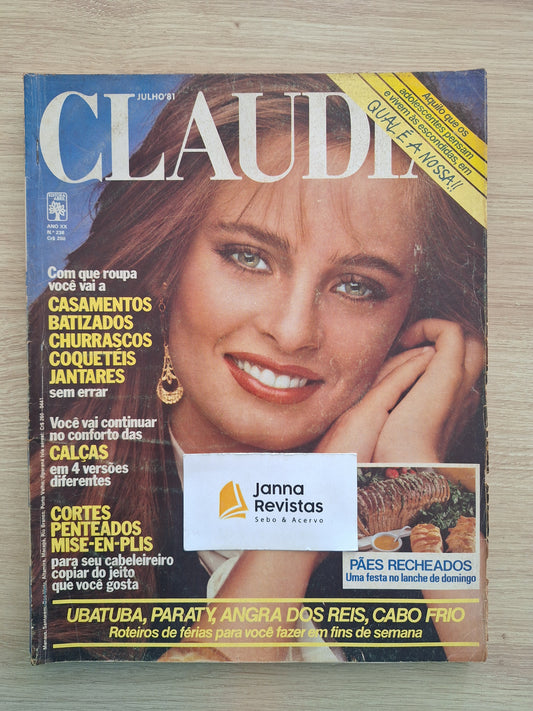 JULHO'81
CLAUDIA
Aquilo que os
adolescentes pensam
e vivem às escondidas, em
QUAL É A NOSSA!!
EDITORA ABRIL
ANO XX
N.º 238
Cr$ 200
Com que roupa
você vai a
CASAMENTOS
BATIZADOS
CHURRASCOS
COQUETÉIS
JANTARES
sem errar
Você vai continuar
no conforto das
CALÇAS
em 4 versões
diferentes
CORTES
PENTEADOS
MISE-EN-PLIS
para seu cabeleireiro
copiar do jeito
que você gosta
Janna
Revistas
Sebo & Acervo
PÃES RECHEADOS
Uma festa no lanche de domingo
UBATUBA, PARATY, ANGRA DOS REIS, CABO FRIO
Roteiros de férias para você fazer em fins de semana